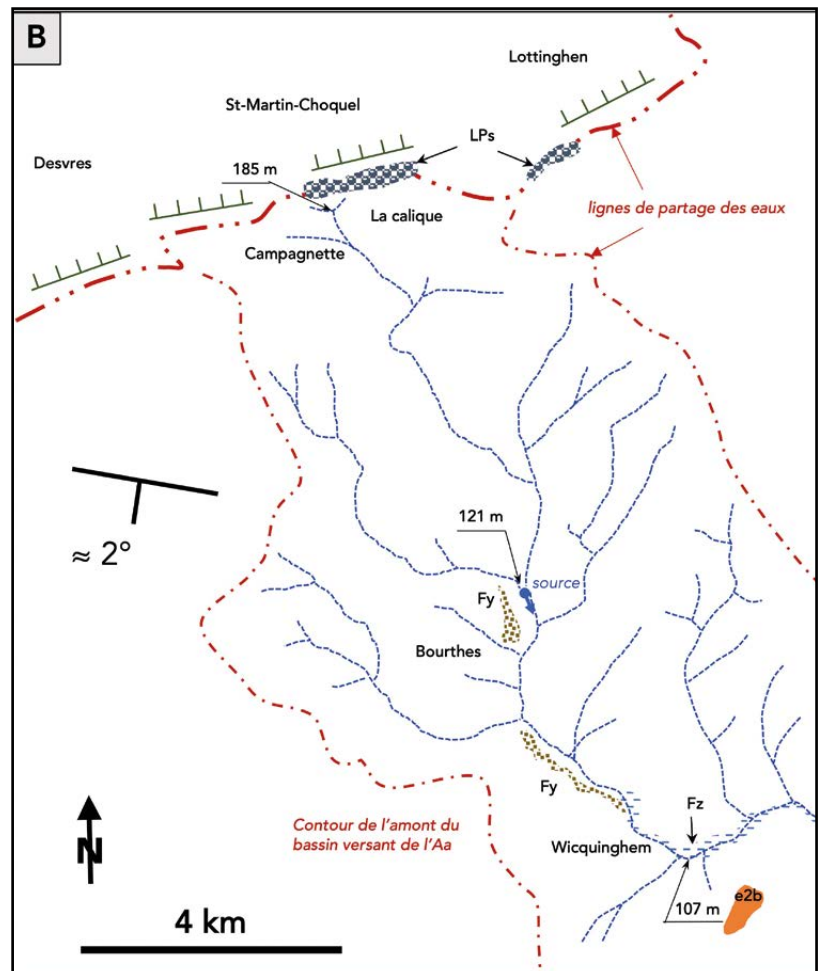 B
Lottinghen
St-Martin-Choquel
LPs
Desvres
185 m
lignes de partage des eaux
La calique
Campagnette
≈ 2°
121 m
source
Fy
Bourthes
Fy
Fz
Contour de l'amont du
bassin versant de l'Aa
Wicquinghem
N
e2b
107 m
4 km